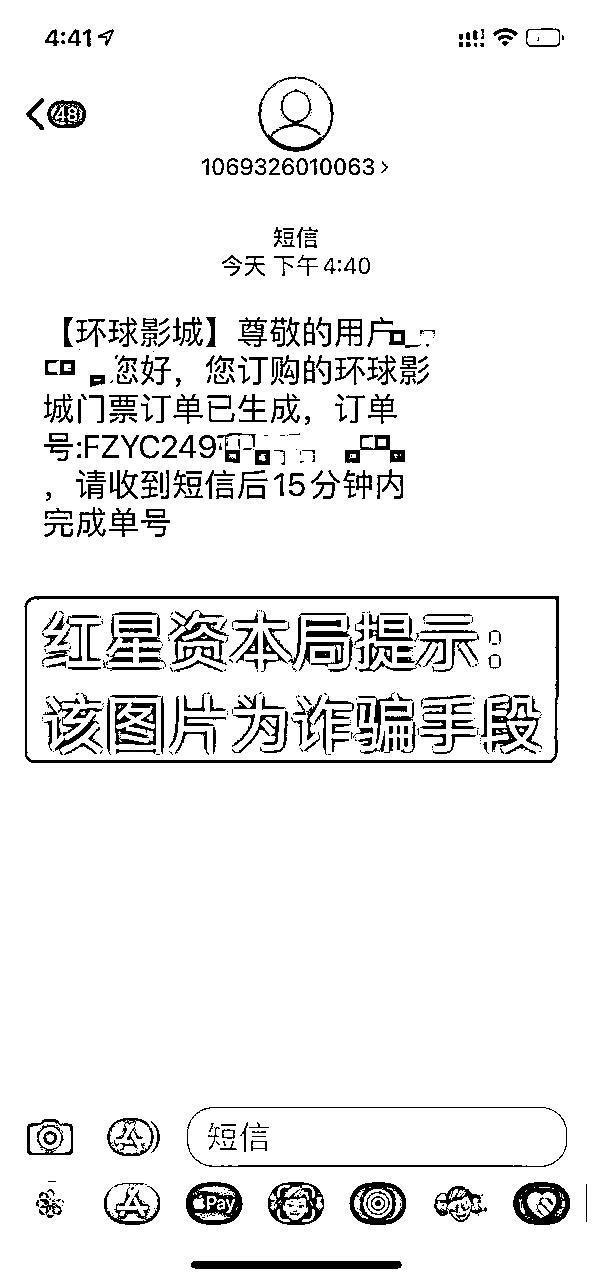 4:41
48
1069326010063
短信
今天 下午4:40
【环球影城】尊敬的用户
您好，您订购的环球影
城门票订单已生成，订单
号:FZYC249
，请收到短信后15分钟内
完成单号
红星资本局提示：
该图片为诈骗手段
短信
Pay